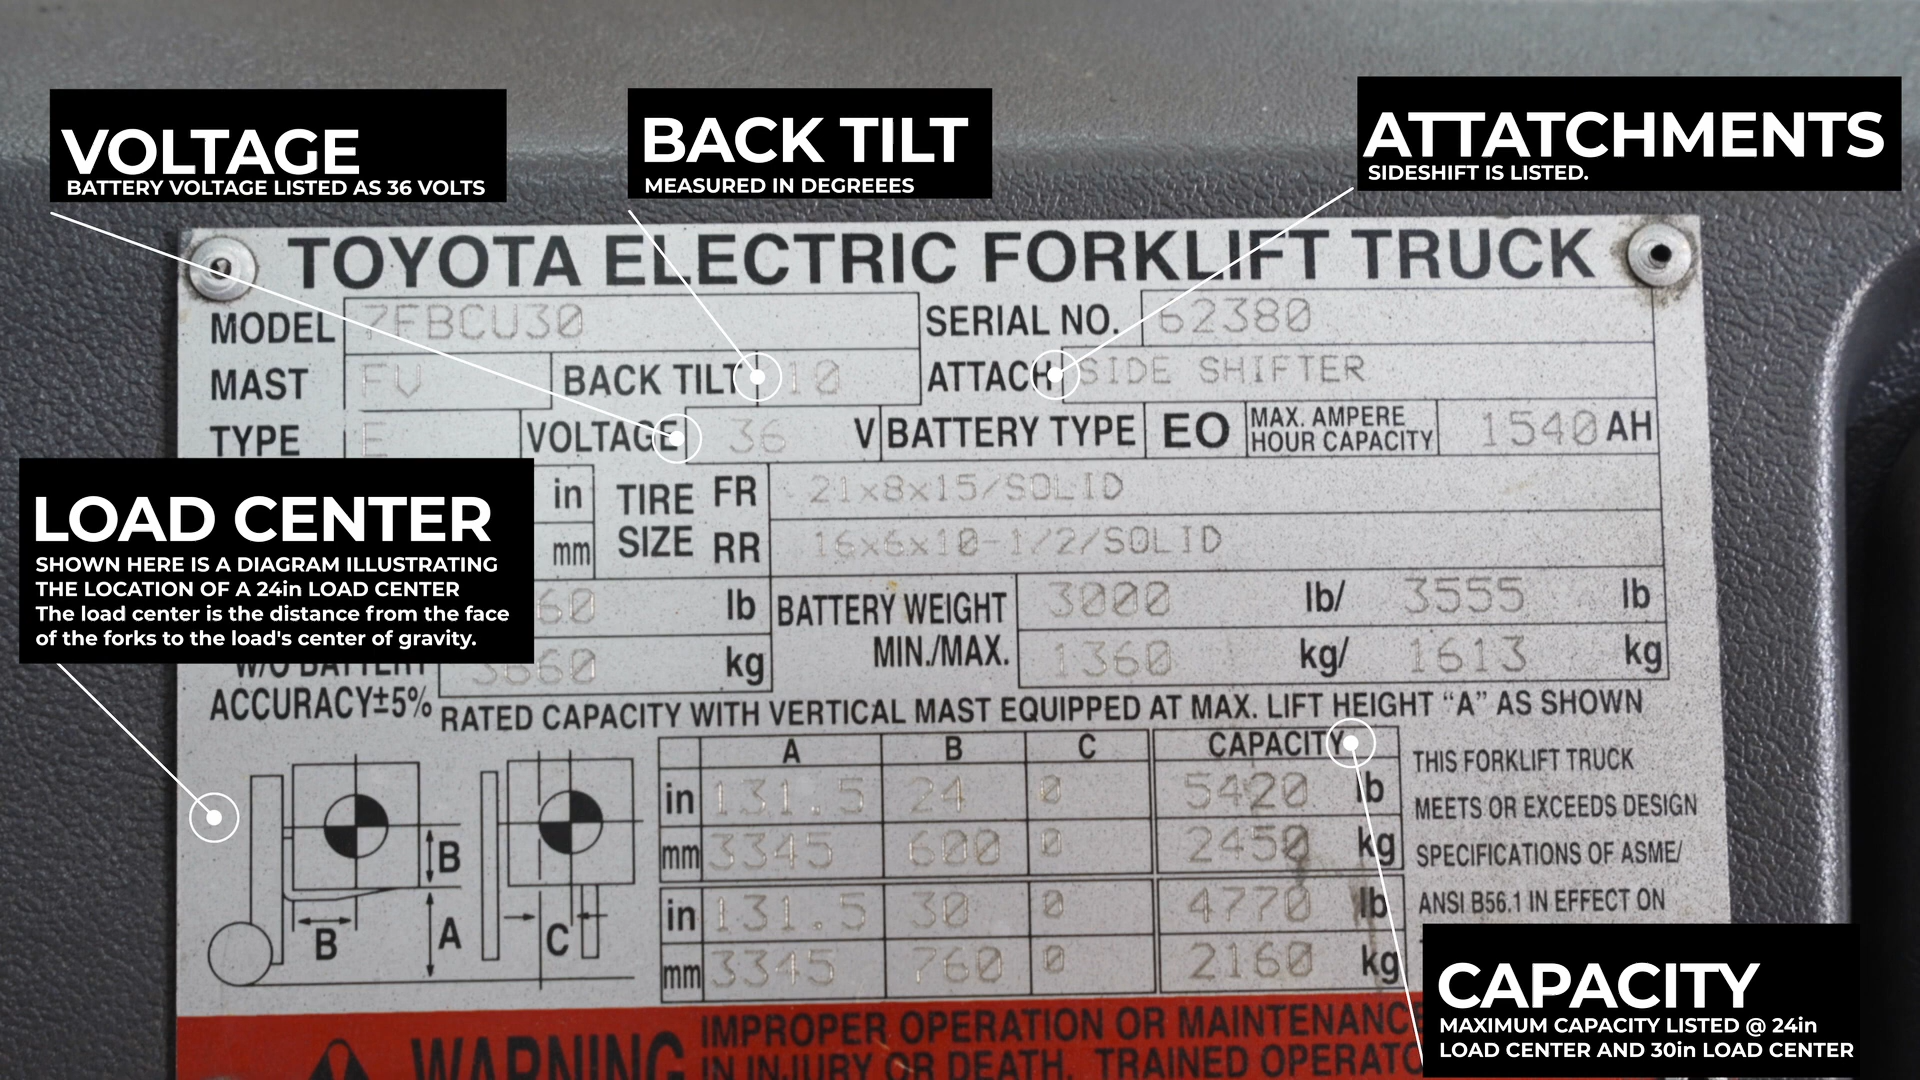 VOLTAGE
BATTERY VOLTAGE LISTED AS 36 VOLTS
BACK TILT
MEASURED IN DEGREEES
ATTATCHMENTS
SIDESHIFT IS LISTED.
TOYOTA ELECTRIC FORKLIFT TRUCK
MODEL 7FBCU30 SERIAL NO. 62380
MAST FV BACK TILT 10 ATTACH SIDE SHIFTER
TYPE E VOLTAGE 36 V BATTERY TYPE EO MAX. AMPERE HOUR CAPACITY 1540 AH
LOAD CENTER
SHOWN HERE IS A DIAGRAM ILLUSTRATING
THE LOCATION OF A 24in LOAD CENTER
The load center is the distance from the face
of the forks to the load's center of gravity.
in TIRE FR 21x8x15/SOLID
mm SIZE RR 16x6x10-1/2/SOLID
60 lb BATTERY WEIGHT 3000 lb/ 3555 lb
W/O BATTERY 3660 kg MIN./MAX. 1360 kg/ 1613 kg
ACCURACY±5%
RATED CAPACITY WITH VERTICAL MAST EQUIPPED AT MAX. LIFT HEIGHT “A” AS SHOWN
A B C CAPACITY
in 131.5 24 0 5420 lb
mm 3345 600 0 2450 kg
in 131.5 30 0 4770 lb
mm 3345 760 0 2160 kg
B
B
A
C
THIS FORKLIFT TRUCK
MEETS OR EXCEEDS DESIGN
SPECIFICATIONS OF ASME/
ANSI B56.1 IN EFFECT ON
CAPACITY
MAXIMUM CAPACITY LISTED @ 24in
LOAD CENTER AND 30in LOAD CENTER
WARNING
IMPROPER OPERATION OR MAINTENANC
IN INJURY OR DEATH. TRAINED OPERATO